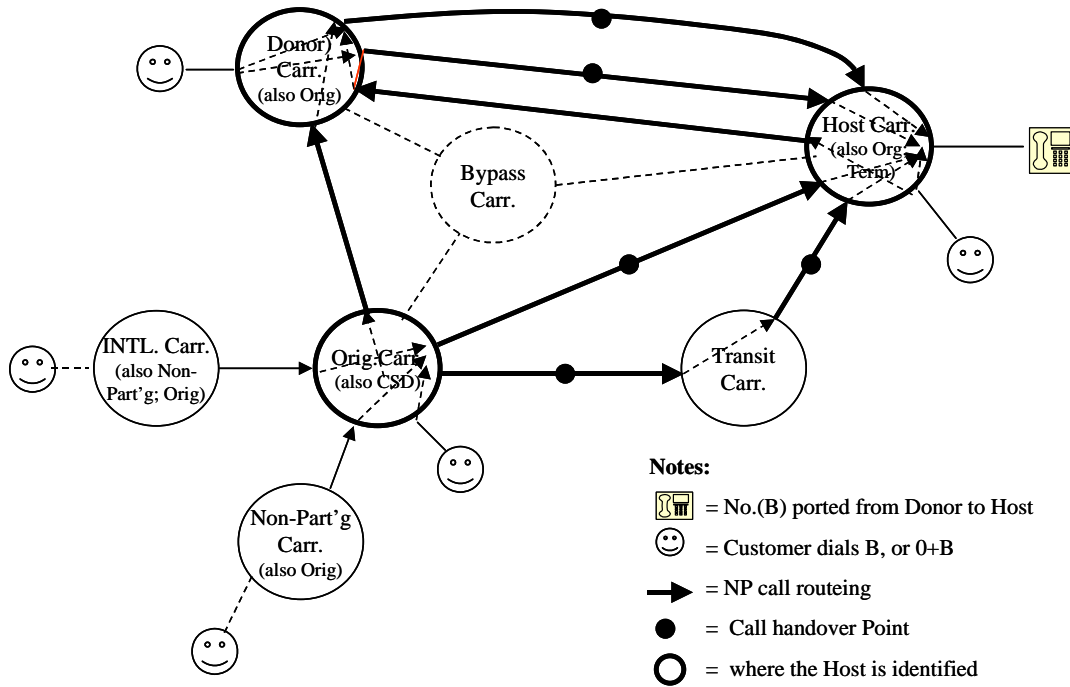 Donor
Carr.
(also Orig)
Host Carr.
(also Org
Term)
Bypass
Carr.
INTL. Carr.
(also Non-
Part'g; Orig)
Orig.Carr.
(also CSD)
Transit
Carr.
Non-Part'g
Carr.
(also Orig)
Notes:
= No.(B) ported from Donor to Host
= Customer dials B, or 0+B
= NP call routeing
= Call handover Point
= where the Host is identified